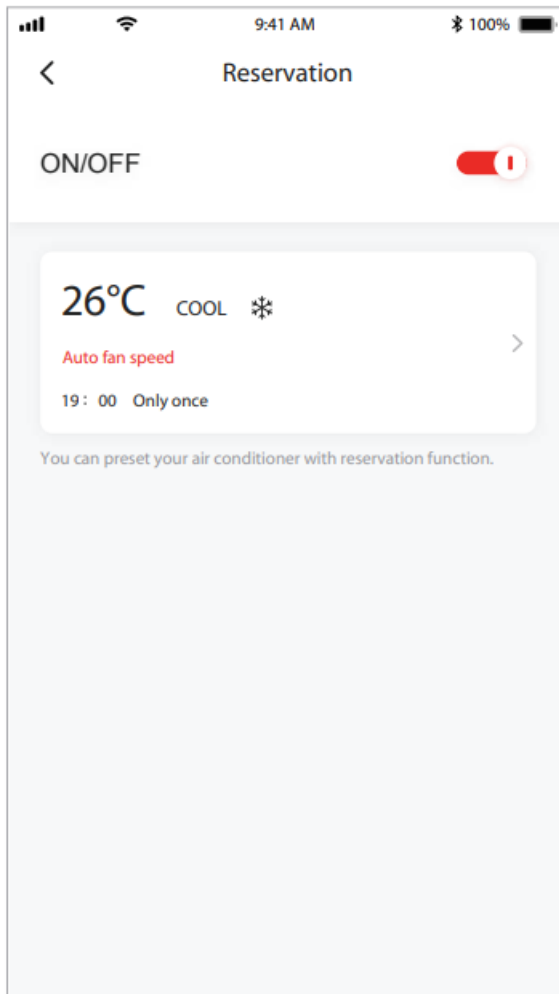 9:41 AM 100%
Reservation
ON/OFF
26°C COOL
Auto fan speed
19: 00 Only once
You can preset your air conditioner with reservation function.